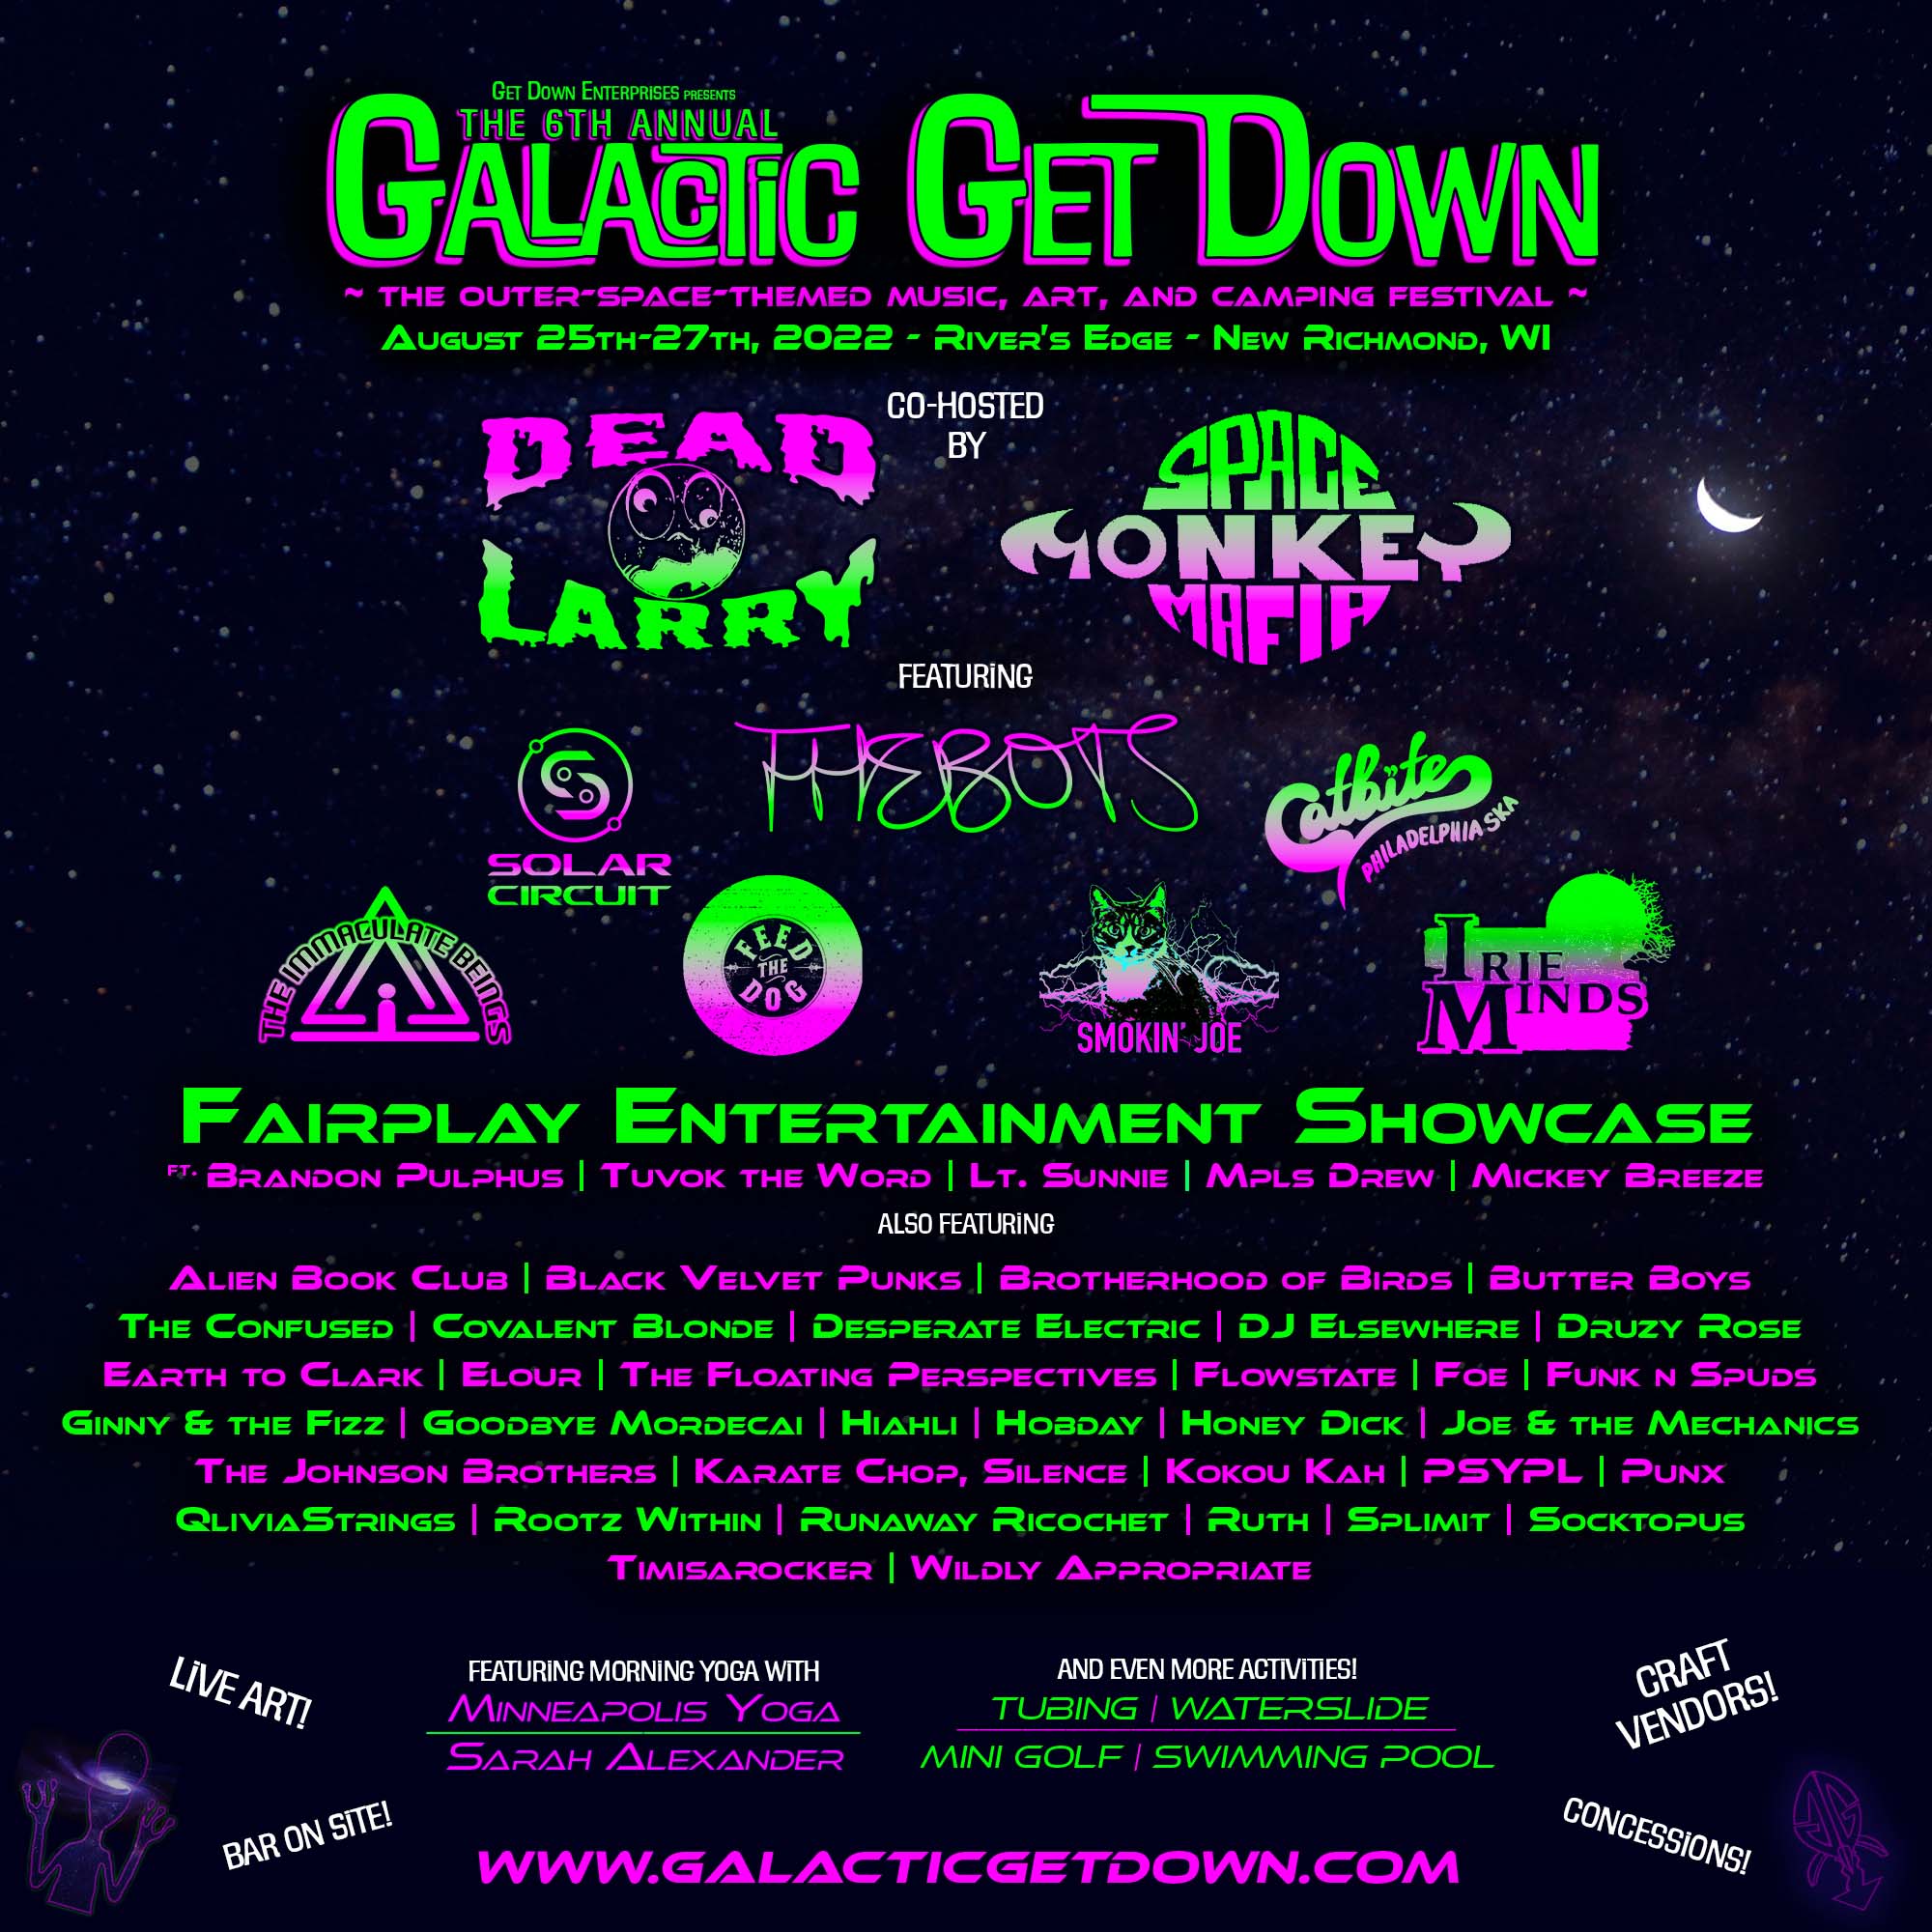 Get Down Enterprises presents
THE 6TH ANNUAL
Galactic Get Down
~ the outer-space-themed music, art, and camping festival ~
August 25th-27th, 2022 - River's Edge - New Richmond, WI
CO-HOSTED
BY
DEAD
LARRY
SPACE
MONKEY
MAFIA
FEATURING
THEBOTS
SOLAR
CIRCUIT
Catbite
PHILADELPHIA SKA
THE IMMACULATE BEINGS
FEED
THE
DOG
SMOKIN' JOE
IRIE
MINDS
Fairplay Entertainment Showcase
ft. Brandon Pulphus | Tuvok the Word | Lt. Sunnie | Mpls Drew | Mickey Breeze
ALSO FEATURING
Alien Book Club | Black Velvet Punks | Brotherhood of Birds | Butter Boys
The Confused | Covalent Blonde | Desperate Electric | DJ Elsewhere | Druzy Rose
Earth to Clark | Elour | The Floating Perspectives | Flowstate | Foe | Funk n Spuds
Ginny & the Fizz | Goodbye Mordecai | Hiahli | Hobday | Honey Dick | Joe & the Mechanics
The Johnson Brothers | Karate Chop, Silence | Kokou Kah | PSYPL | Punx
QliviaStrings | Rootz Within | Runaway Ricochet | Ruth | Splimit | Socktopus
Timisarocker | Wildly Appropriate
LIVE ART!
FEATURING MORNING YOGA WITH
Minneapolis Yoga
Sarah Alexander
AND EVEN MORE ACTIVITIES!
TUBING | WATERSLIDE
MINI GOLF | SWIMMING POOL
CRAFT
VENDORS!
BAR ON SITE!
CONCESSIONS!
WWW.GALACTICGETDOWN.COM